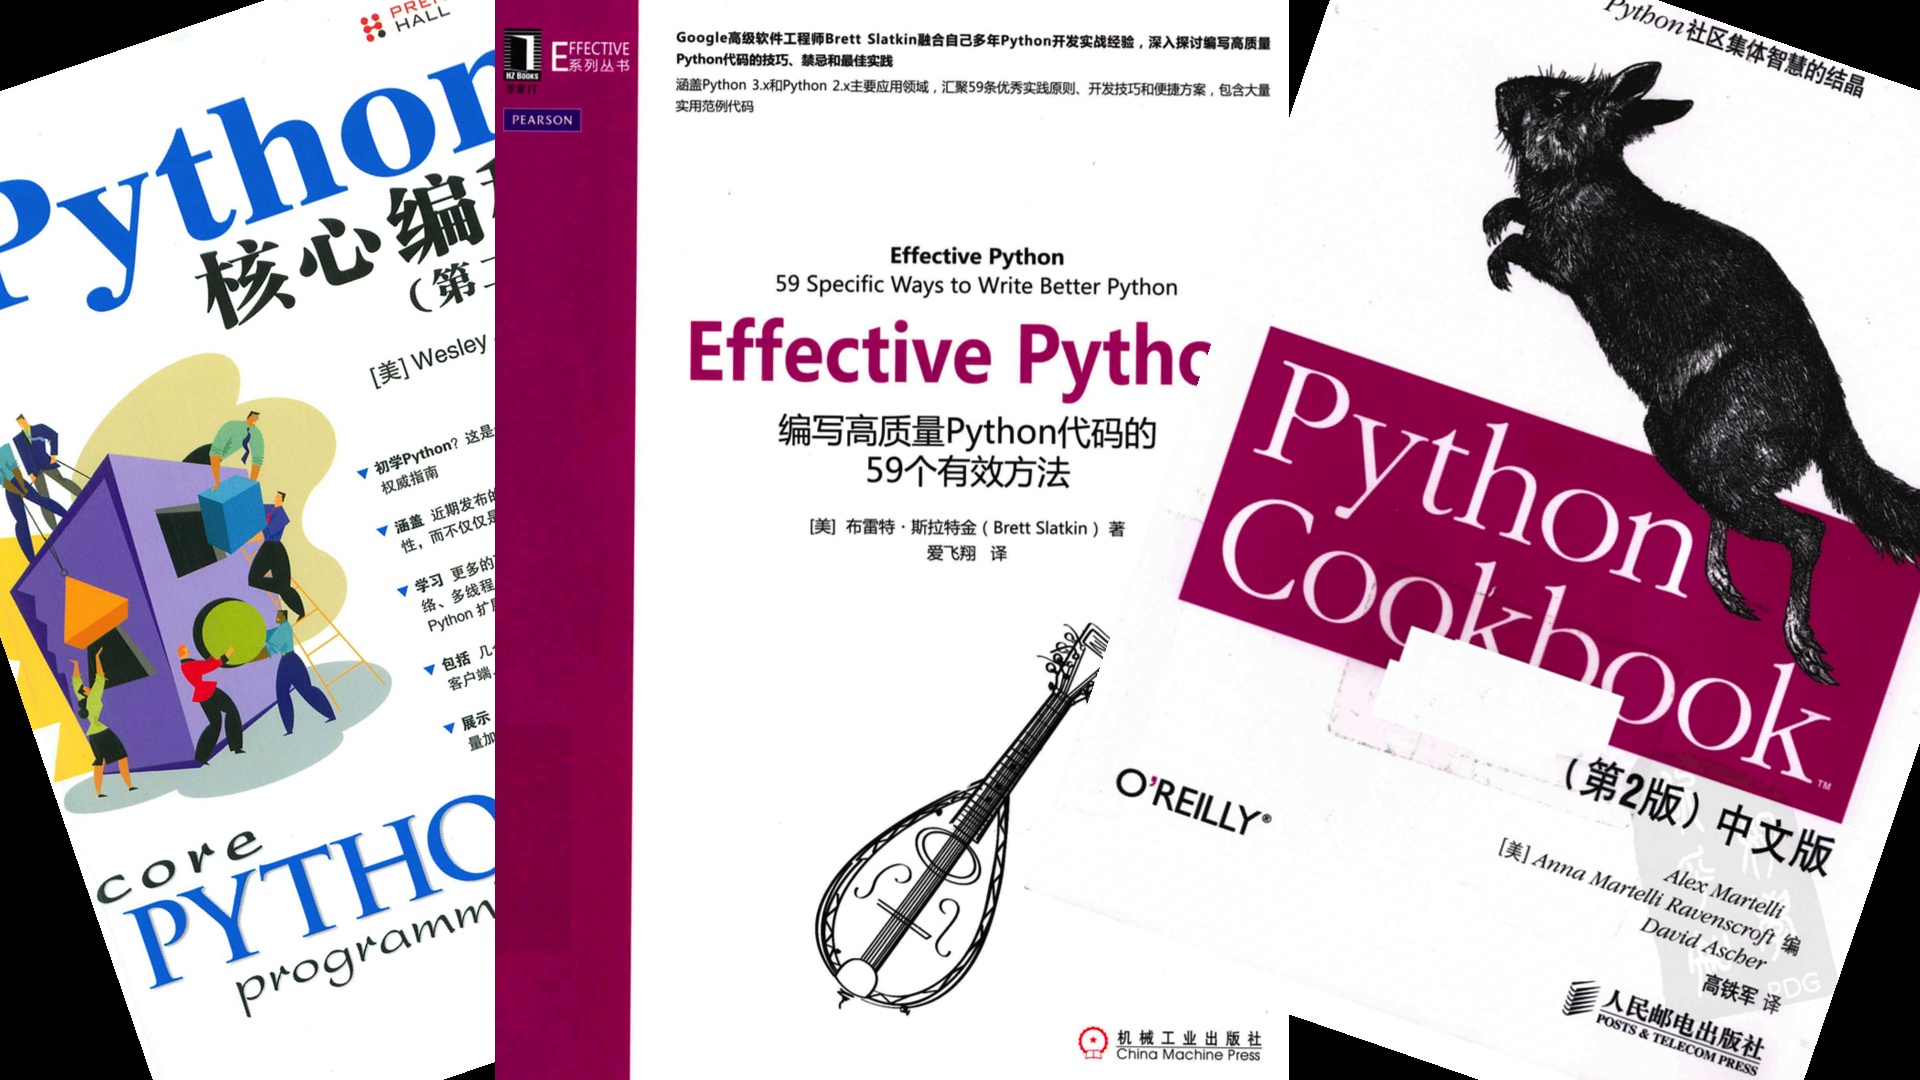 PREN
HALL
Python
核心编程
（第二
[美] Wesley
初学Python？这是
权威指南
涵盖 近期发布的
性，而不仅仅是
学习 更多的
络、多线程
Python 扩展
包括 几个
客户端、
展示
量加
core
PYTHO
programm
HZ BOOKS
华章IT
EFFECTIVE
系列丛书
PEARSON
Google高级软件工程师Brett Slatkin融合自己多年Python开发实战经验，深入探讨编写高质量
Python代码的技巧、禁忌和最佳实践
涵盖Python 3.x和Python 2.x主要应用领域，汇聚59条优秀实践原则、开发技巧和便捷方案，包含大量
实用范例代码
Effective Python
59 Specific Ways to Write Better Python
Effective Pytho
编写高质量Python代码的
59个有效方法
[美] 布雷特·斯拉特金（Brett Slatkin）著
爱飞翔 译
机械工业出版社
China Machine Press
Python社区集体智慧的结晶
Python
Cookbook™
（第2版）中文版
O'REILLY®
Alex Martelli
[美] Anna Martelli Ravenscroft 编
David Ascher
高铁军 译
PDG
人民邮电出版社
POSTS & TELECOM PRESS